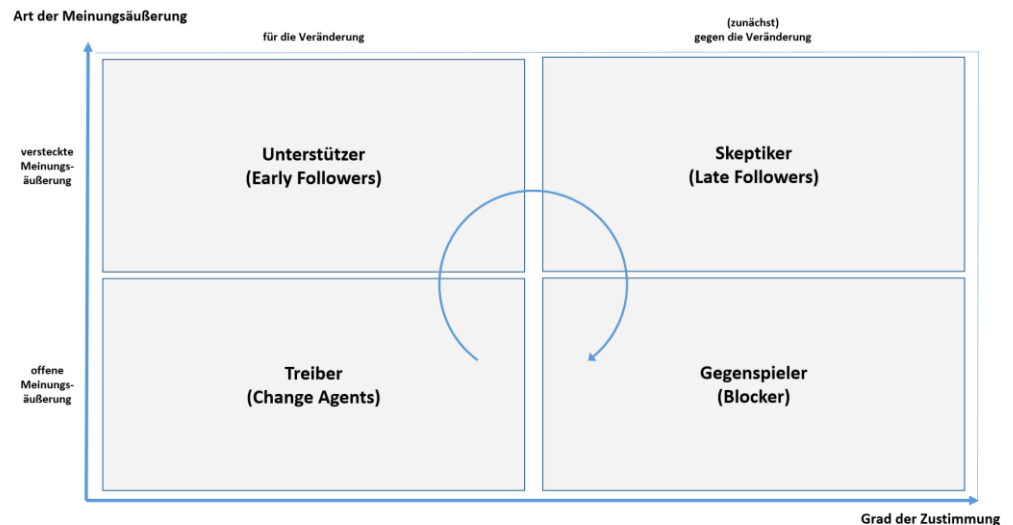 Art der Meinungsäußerung
für die Veränderung
(zunächst)
gegen die Veränderung
versteckte
Meinungs-
äußerung
Unterstützer
(Early Followers)
Skeptiker
(Late Followers)
offene
Meinungs-
äußerung
Treiber
(Change Agents)
Gegenspieler
(Blocker)
Grad der Zustimmung